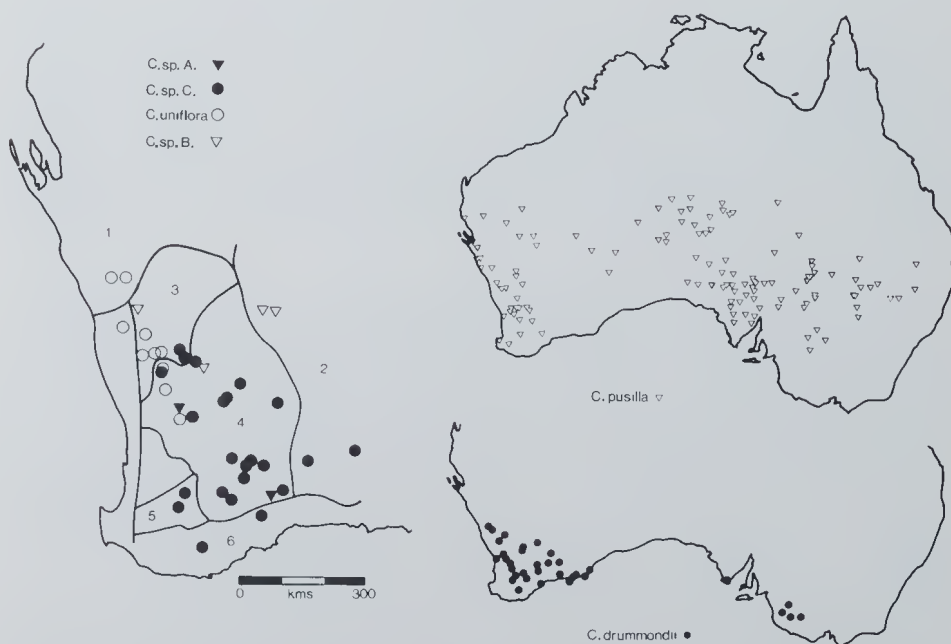 C.sp.A. ▼
C.sp.C. ●
C.uniflora ○
C.sp.B. ▽
1
3
2
4
5
6
0 kms 300
C. pusilla ▽
C. drummondii ●